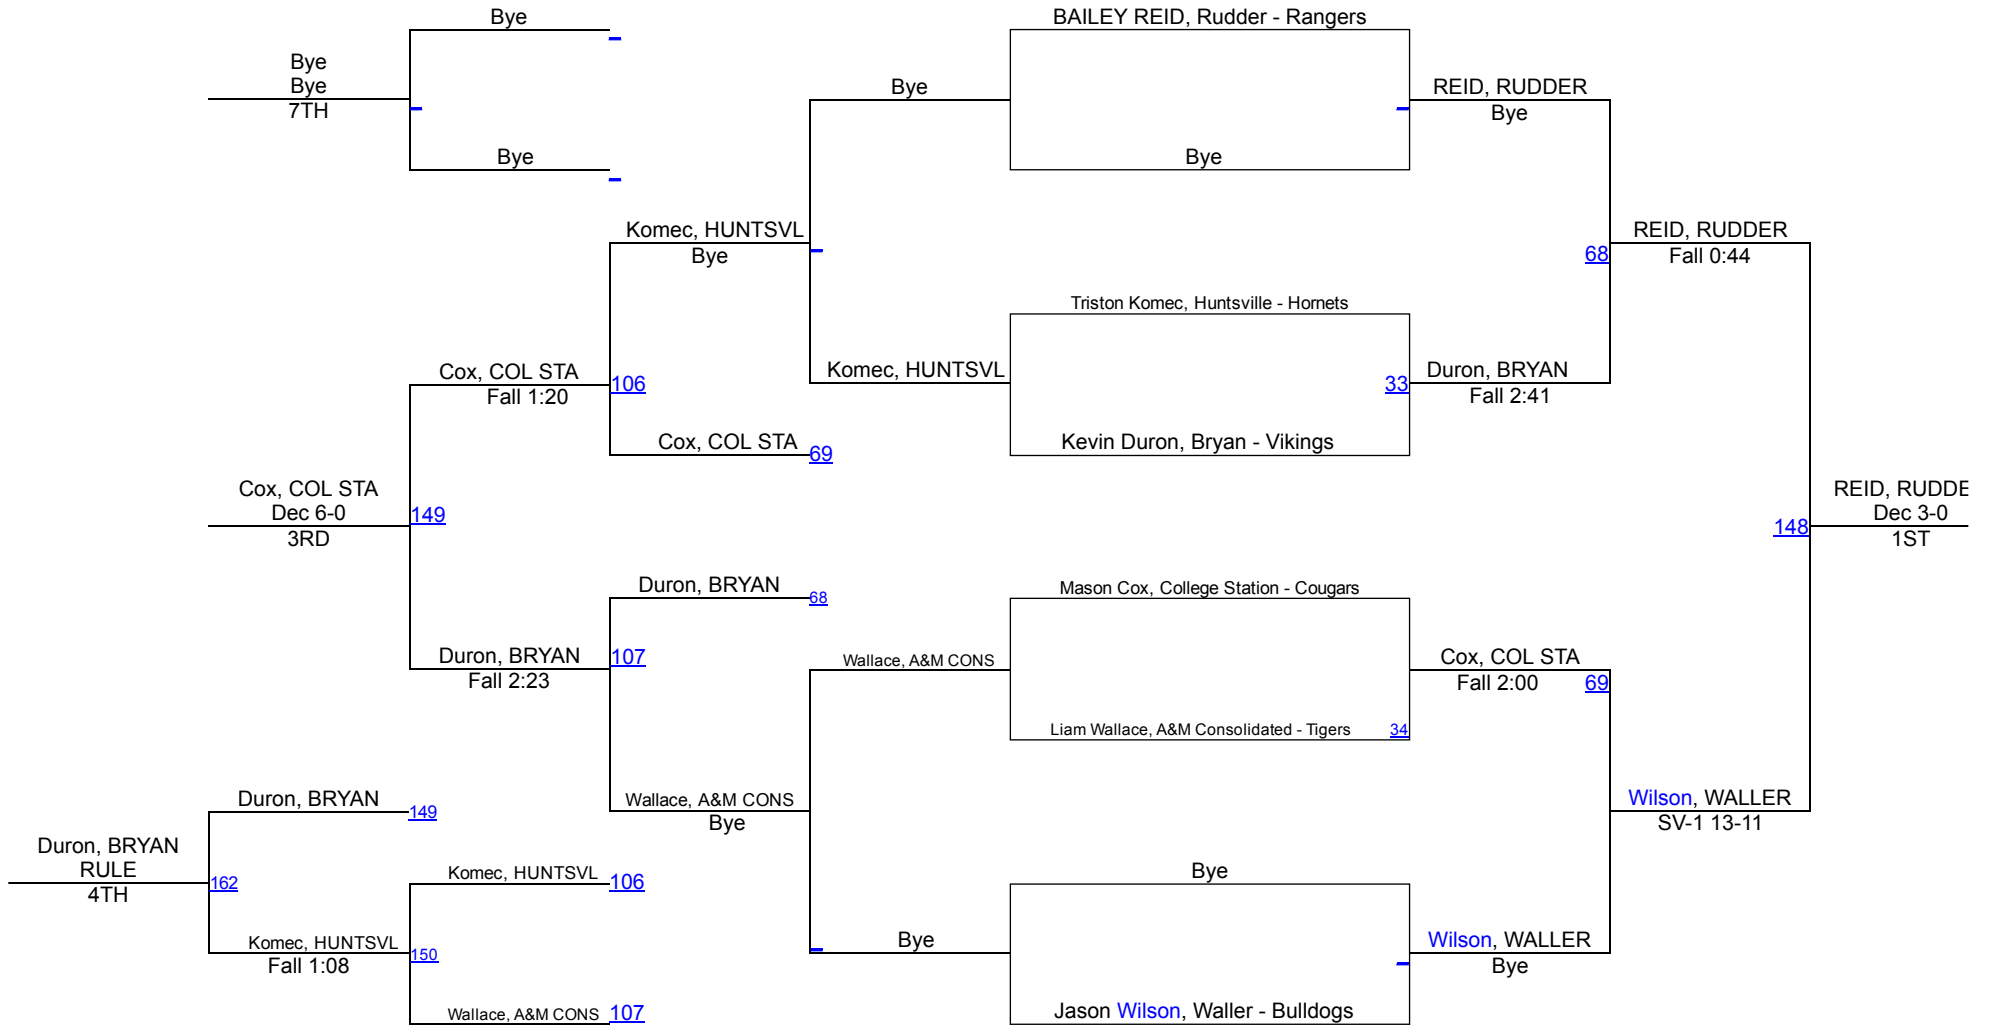 Bye
BAILEY REID, Rudder - Rangers
Bye
Bye
7TH
Bye
REID, RUDDER
Bye
Bye
Bye
Komec, HUNTSVL
Bye
REID, RUDDER
68
Fall 0:44
Triston Komec, Huntsville - Hornets
Cox, COL STA
106
Fall 1:20
Komec, HUNTSVL
33
Duron, BRYAN
Fall 2:41
Cox, COL STA
69
Kevin Duron, Bryan - Vikings
Cox, COL STA
Dec 6-0
149
3RD
REID, RUDDE
Dec 3-0
148
1ST
Duron, BRYAN
68
Mason Cox, College Station - Cougars
Duron, BRYAN
107
Fall 2:23
Wallace, A&M CONS
Cox, COL STA
Fall 2:00
69
Liam Wallace, A&M Consolidated - Tigers
34
Duron, BRYAN
149
Wallace, A&M CONS
Bye
Wilson, WALLER
SV-1 13-11
Duron, BRYAN
RULE
162
4TH
Komec, HUNTSVL
106
Bye
Komec, HUNTSVL
150
Fall 1:08
Bye
Wilson, WALLER
Bye
Wallace, A&M CONS
107
Jason Wilson, Waller - Bulldogs